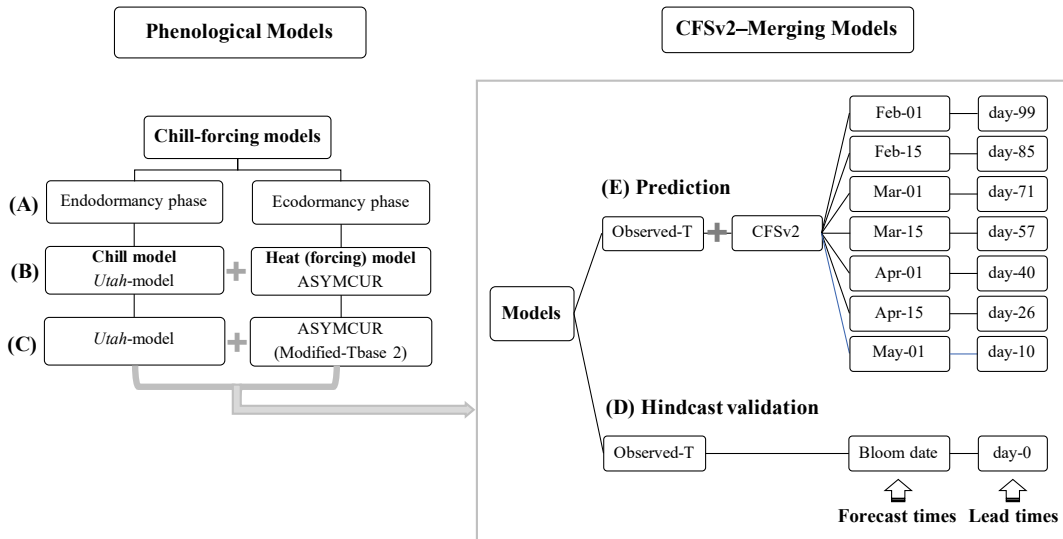 Phenological Models
CFSv2–Merging Models
Chill-forcing models
(A)
Endodormancy phase
Ecodormancy phase
(B)
Chill model
Utah-model
Heat (forcing) model
ASYMCUR
(C)
Utah-model
ASYMCUR
(Modified-Tbase 2)
Models
(E) Prediction
Observed-T
CFSv2
Feb-01
day-99
Feb-15
day-85
Mar-01
day-71
Mar-15
day-57
Apr-01
day-40
Apr-15
day-26
May-01
day-10
(D) Hindcast validation
Observed-T
Bloom date
day-0
Forecast times
Lead times